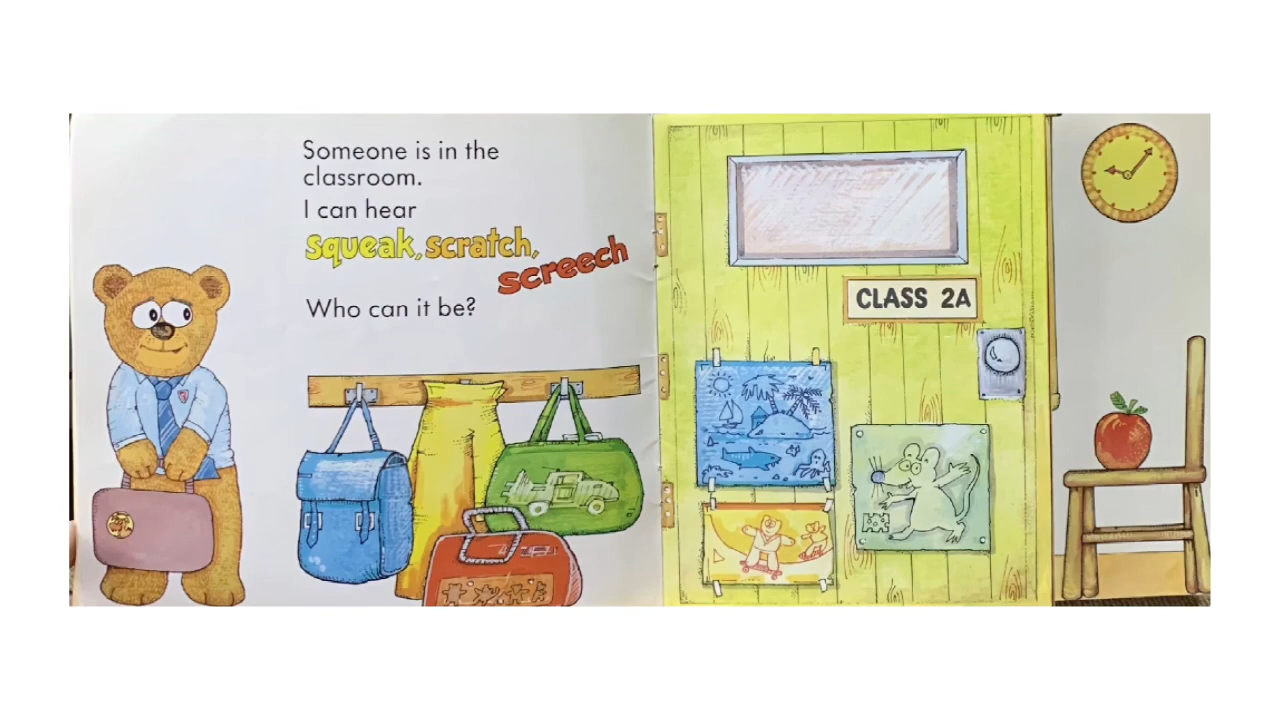 Someone is in the
classroom.
I can hear
squeak, scratch,
screech
Who can it be?
CLASS 2A